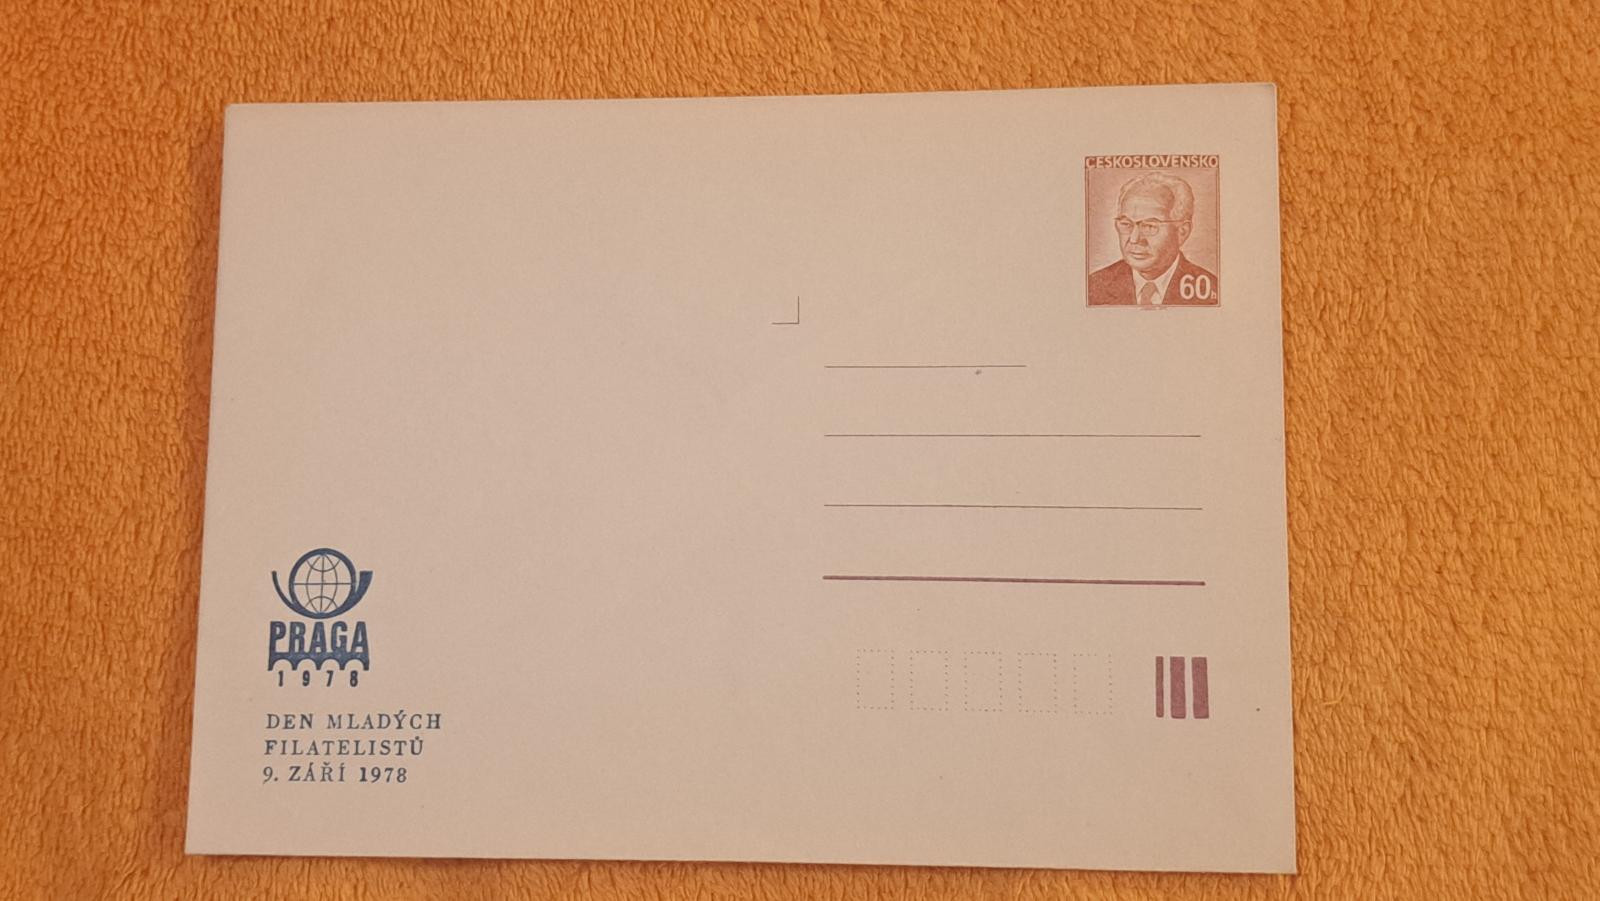 ČESKOSLOVENSKO
60h
PRAGA
1978
DEN MLADÝCH
FILATELISTŮ
9. ZÁŘÍ 1978